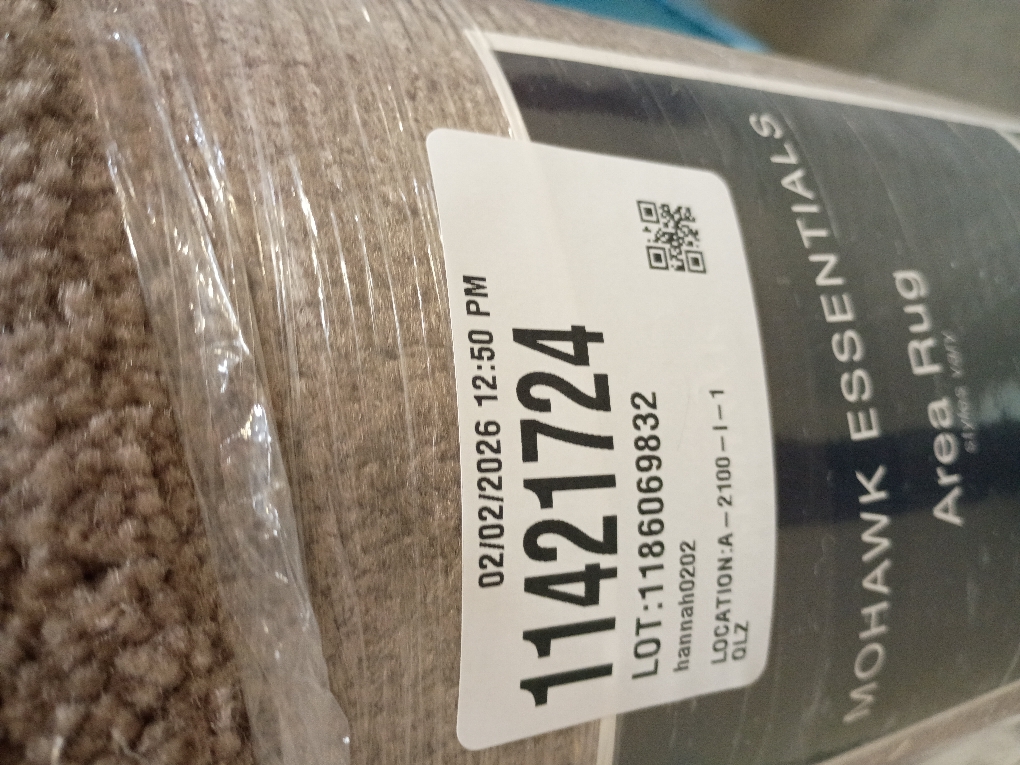 02/02/2026 12:50 PM
11421724
LOT:1186069832
hannah0202
LOCATION:A-2100-I-1
QLZ
MOHAWK ESSENTIALS
Area Rug
styles vary